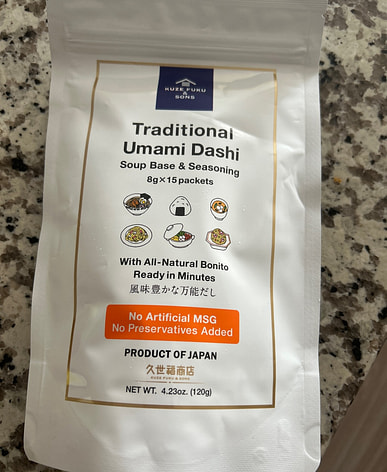 KUZE FUKU
&
SONS
Traditional
Umami Dashi
Soup Base & Seasoning
8g×15 packets
With All-Natural Bonito
Ready in Minutes
風味豊かな万能だし
No Artificial MSG
No Preservatives Added
PRODUCT OF JAPAN
久世福商店
KUZE FUKU & SONS
NET WT. 4.23oz. (120g)